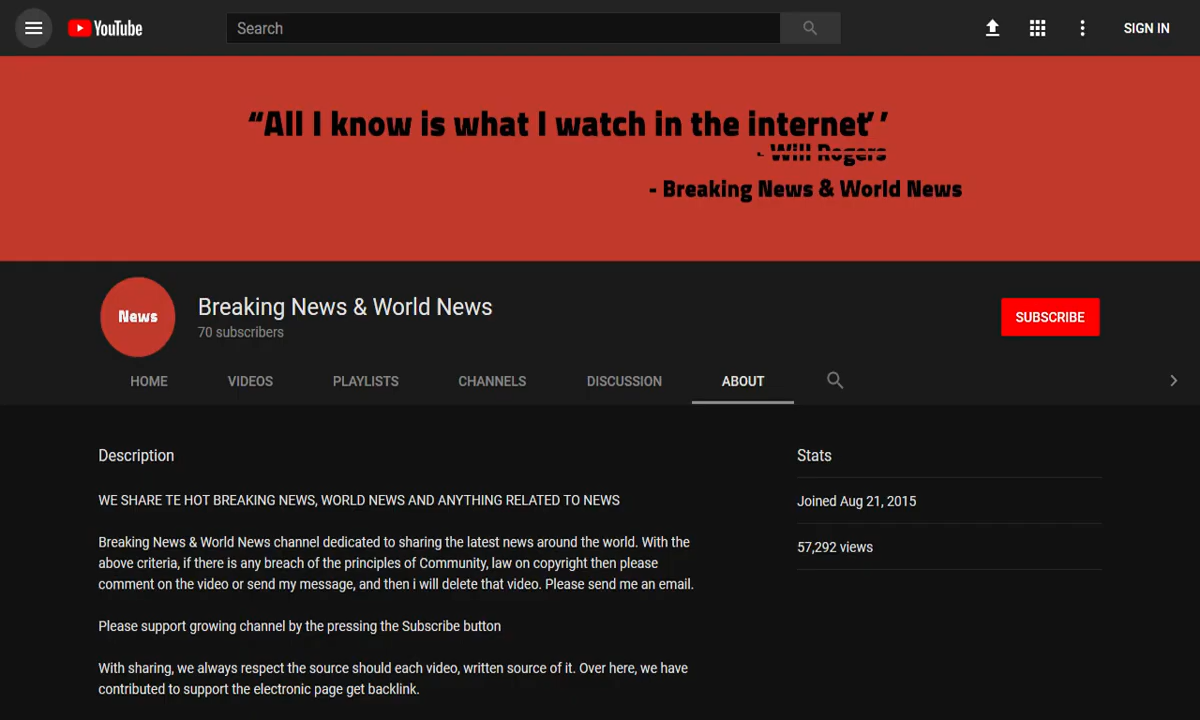 YouTube
Search
SIGN IN
“All I know is what I watch in the internet’’
- Will Rogers
- Breaking News & World News
News
Breaking News & World News
70 subscribers
SUBSCRIBE
HOME VIDEOS PLAYLISTS CHANNELS DISCUSSION ABOUT
Description
WE SHARE TE HOT BREAKING NEWS, WORLD NEWS AND ANYTHING RELATED TO NEWS
Breaking News & World News channel dedicated to sharing the latest news around the world. With the
above criteria, if there is any breach of the principles of Community, law on copyright then please
comment on the video or send my message, and then i will delete that video. Please send me an email.
Please support growing channel by the pressing the Subscribe button
With sharing, we always respect the source should each video, written source of it. Over here, we have
contributed to support the electronic page get backlink.
Stats
Joined Aug 21, 2015
57,292 views